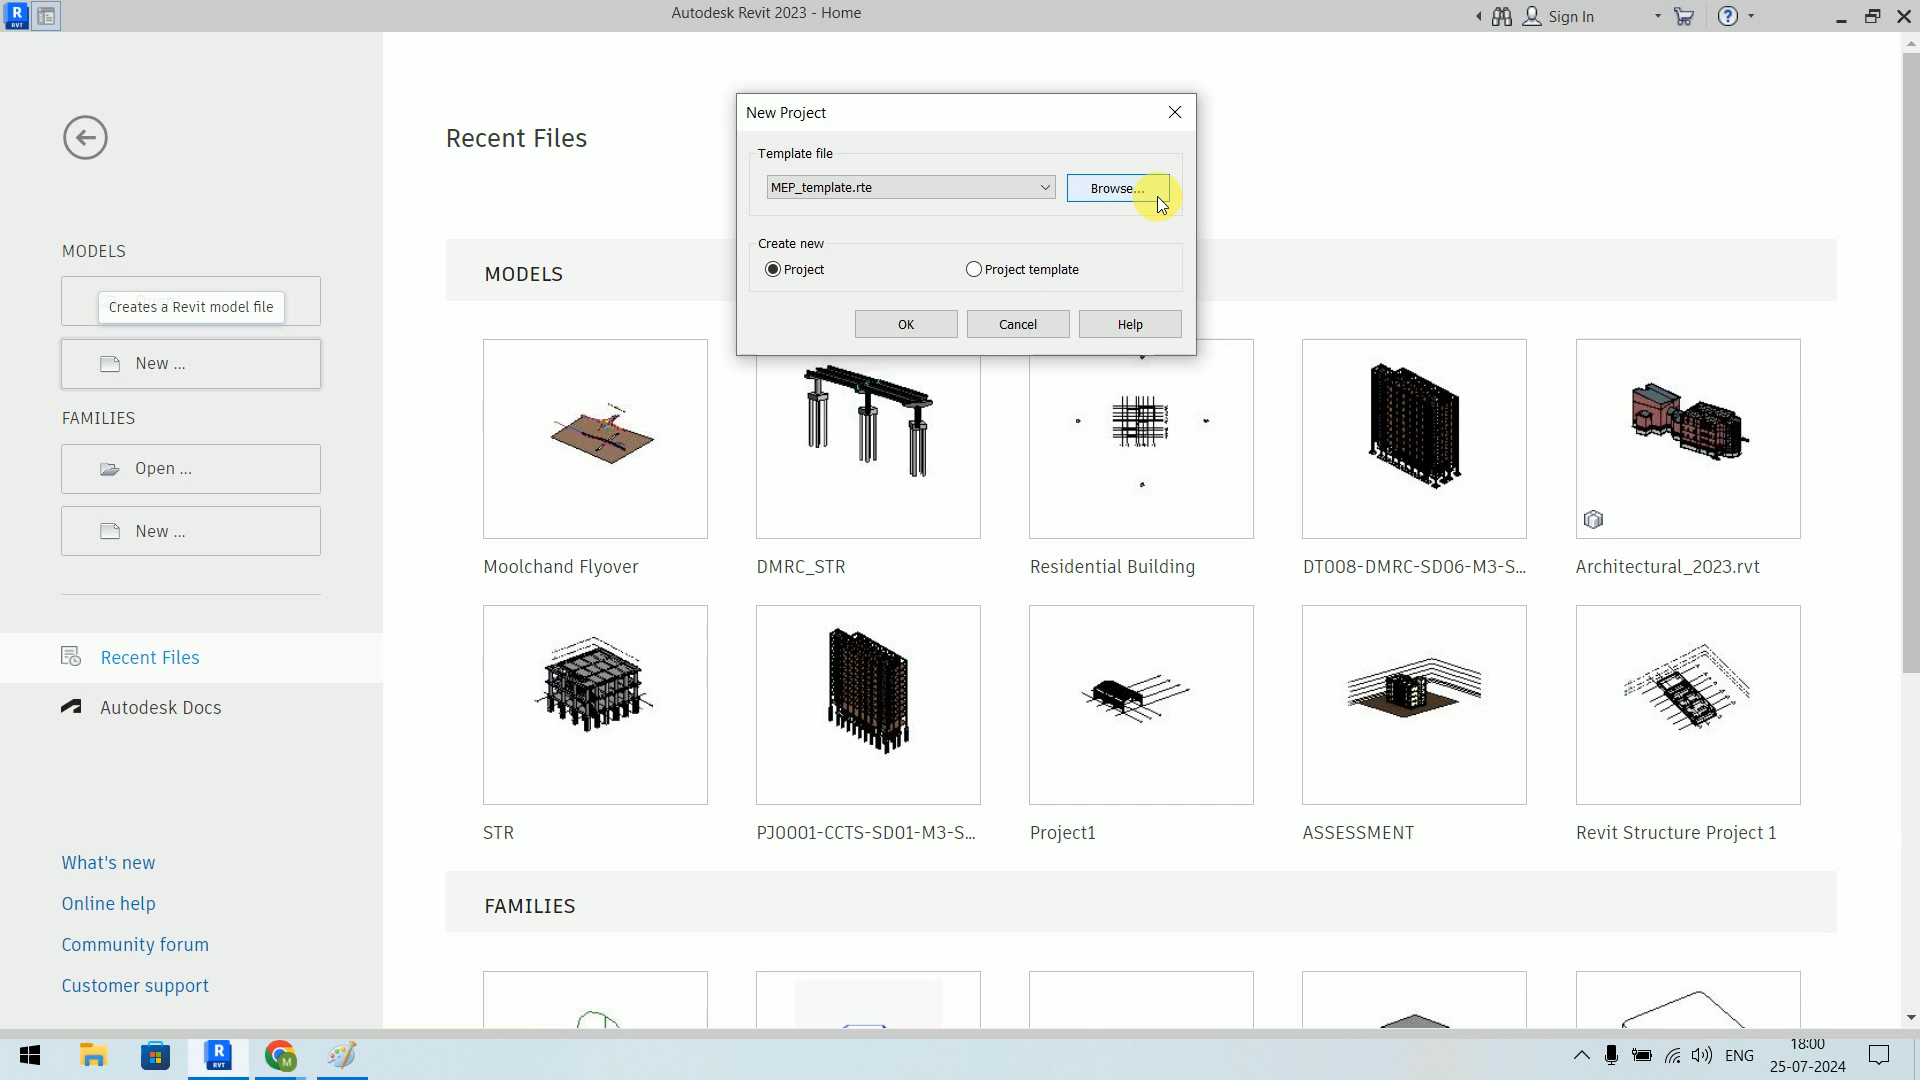 Autodesk Revit 2023 - Home
Sign In
R
RVT
?
New Project
Template file
MEP_template.rte
Browse...
Create new
Project
Project template
OK
Cancel
Help
Recent Files
MODELS
Creates a Revit model file
New ...
FAMILIES
Open ...
New ...
Recent Files
Autodesk Docs
What's new
Online help
Community forum
Customer support
MODELS
Moolchand Flyover
DMRC_STR
Residential Building
DT008-DMRC-SD06-M3-S...
Architectural_2023.rvt
STR
PJ0001-CCTS-SD01-M3-S...
Project1
ASSESSMENT
Revit Structure Project 1
FAMILIES
R
RVT
M
ENG
18:00
25-07-2024